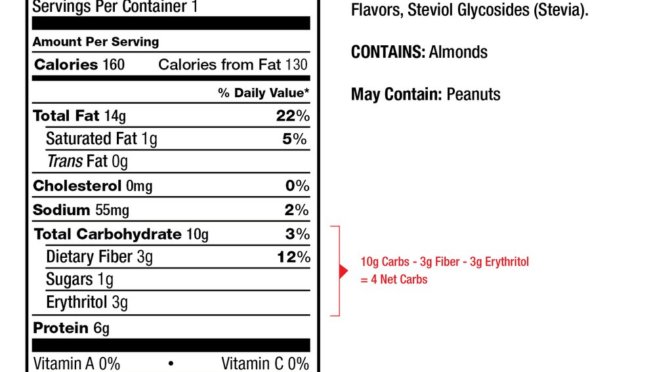 Servings Per Container 1
Amount Per Serving
Calories 160 Calories from Fat 130
% Daily Value*
Total Fat 14g 22%
Saturated Fat 1g 5%
Trans Fat 0g
Cholesterol 0mg 0%
Sodium 55mg 2%
Total Carbohydrate 10g 3%
Dietary Fiber 3g 12%
Sugars 1g
Erythritol 3g
Protein 6g
Vitamin A 0% • Vitamin C 0%
Flavors, Steviol Glycosides (Stevia).
CONTAINS: Almonds
May Contain: Peanuts
10g Carbs - 3g Fiber - 3g Erythritol
= 4 Net Carbs